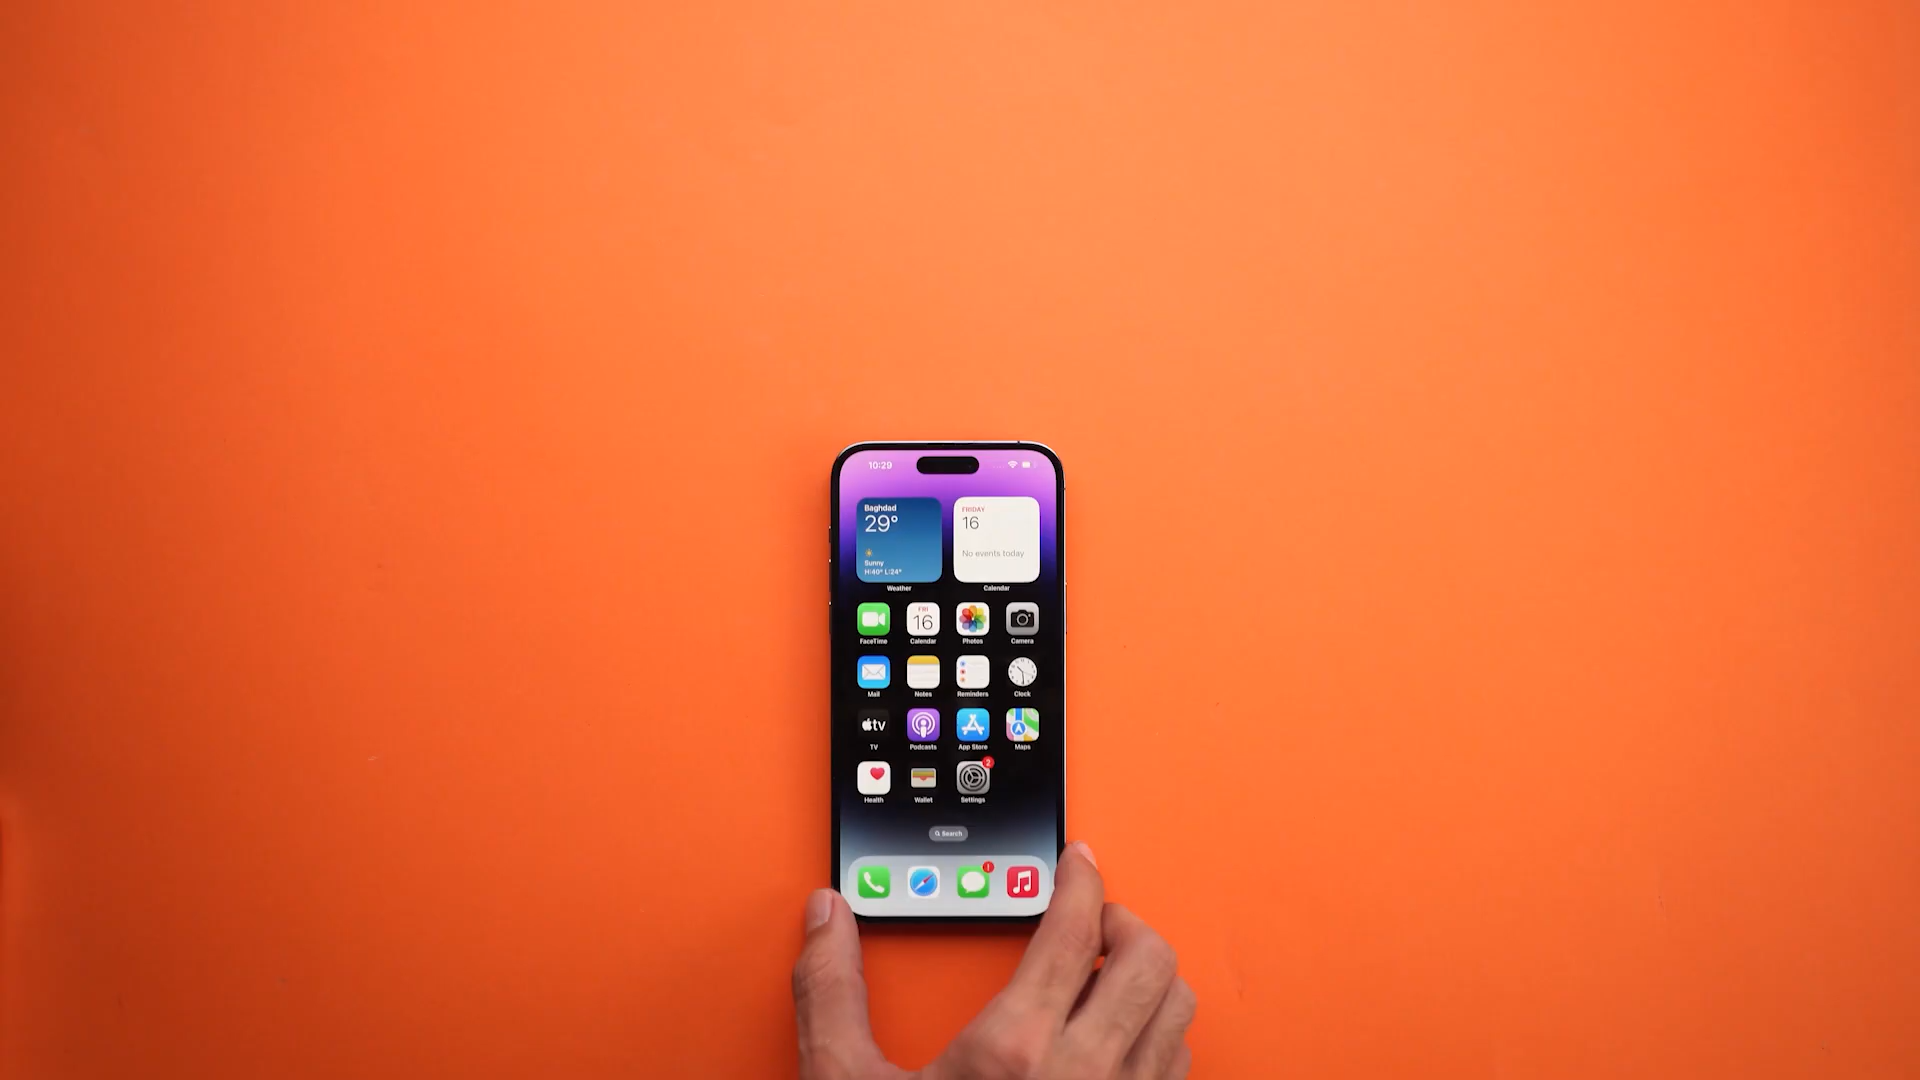 10:29
Baghdad
29°
Sunny
H:40° L:24°
Weather
FRIDAY
16
No events today
Calendar
FaceTime
FRI
16
Calendar
Photos
Camera
Mail
Notes
Reminders
Clock
tv
TV
Podcasts
App Store
Maps
Health
Wallet
2
Settings
Search
!